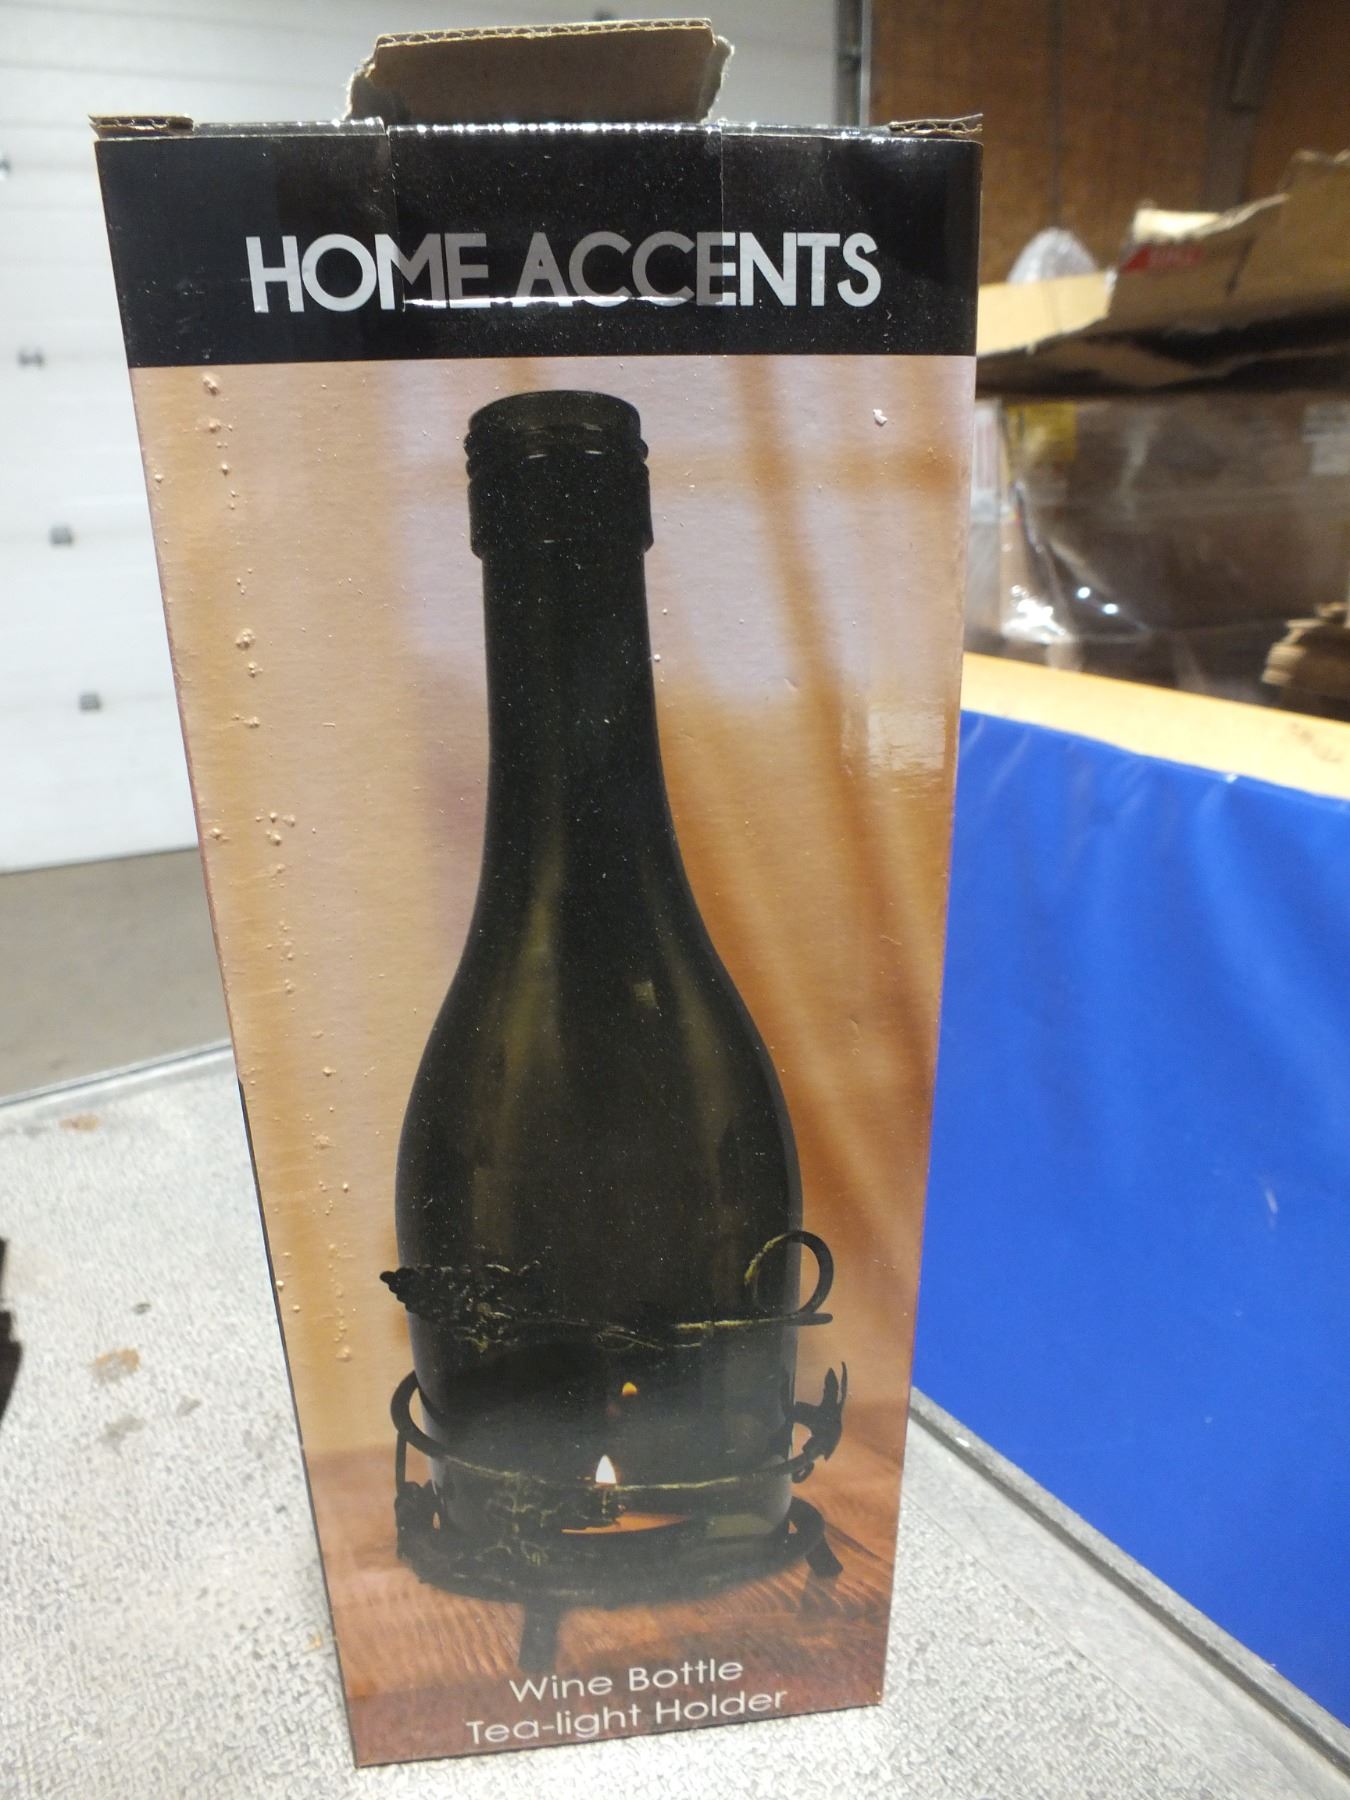 HOME ACCENTS
Wine Bottle
Tea-light Holder